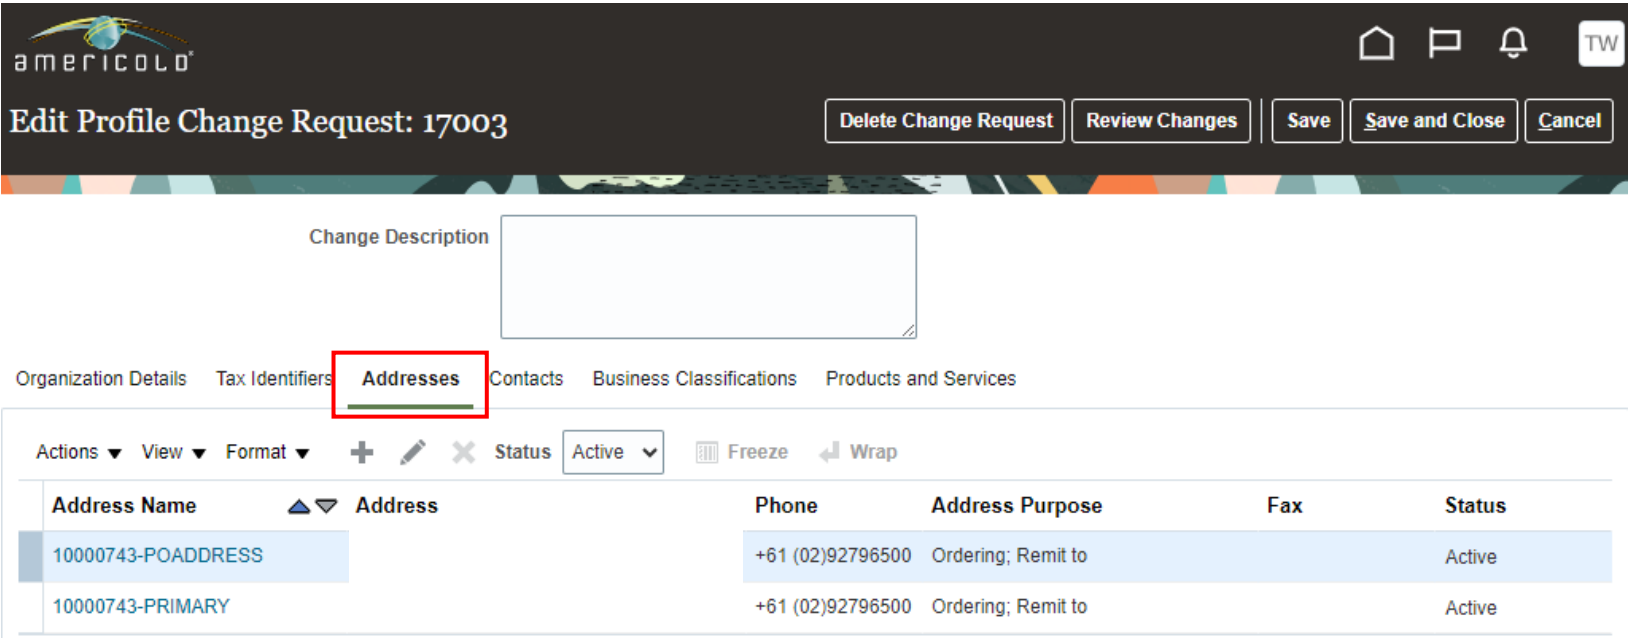 americold
TW
Edit Profile Change Request: 17003
Delete Change Request Review Changes Save Save and Close Cancel
Change Description
Organization Details Tax Identifiers Addresses Contacts Business Classifications Products and Services
Actions View Format Status Active Freeze Wrap
Address Name Address Phone Address Purpose Fax Status
10000743-POADDRESS +61 (02)92796500 Ordering; Remit to Active
10000743-PRIMARY +61 (02)92796500 Ordering; Remit to Active